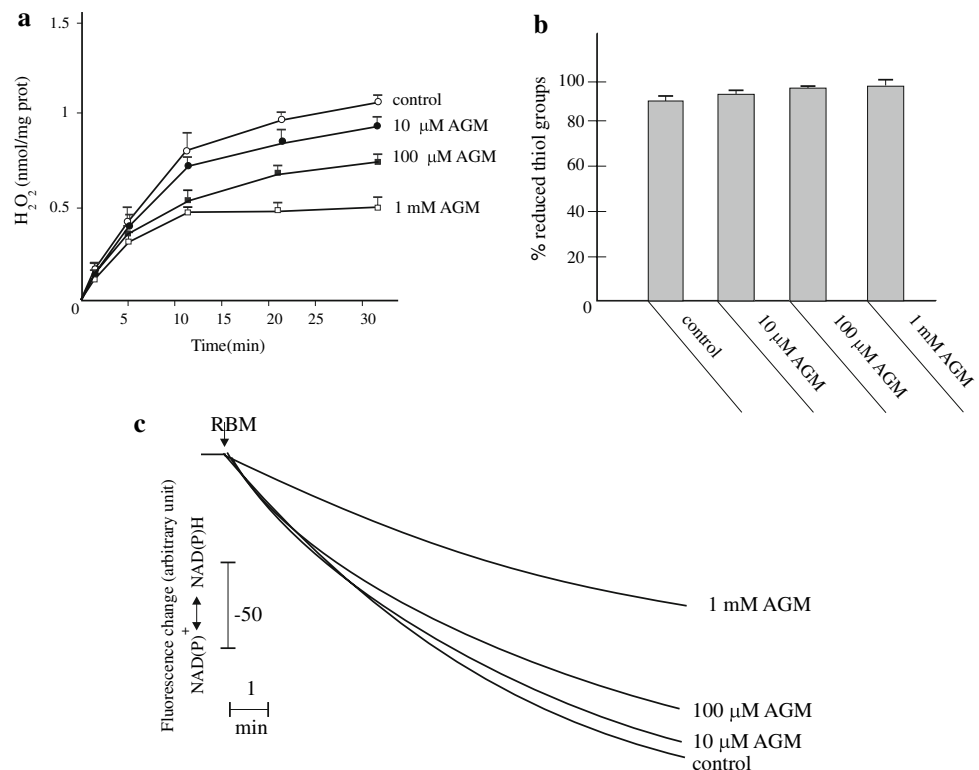 a
1.5
1
0.5
0
H2O2 (nmol/mg prot)
5
10
15
20
25
30
Time(min)
control
10 μM AGM
100 μM AGM
1 mM AGM
b
100
80
60
40
20
0
% reduced thiol groups
control
10 μM AGM
100 μM AGM
1 mM AGM
c
RBM
Fluorescence change (arbitrary unit)
NAD(P)+ NAD(P)H
-50
1
min
1 mM AGM
100 μM AGM
10 μM AGM
control